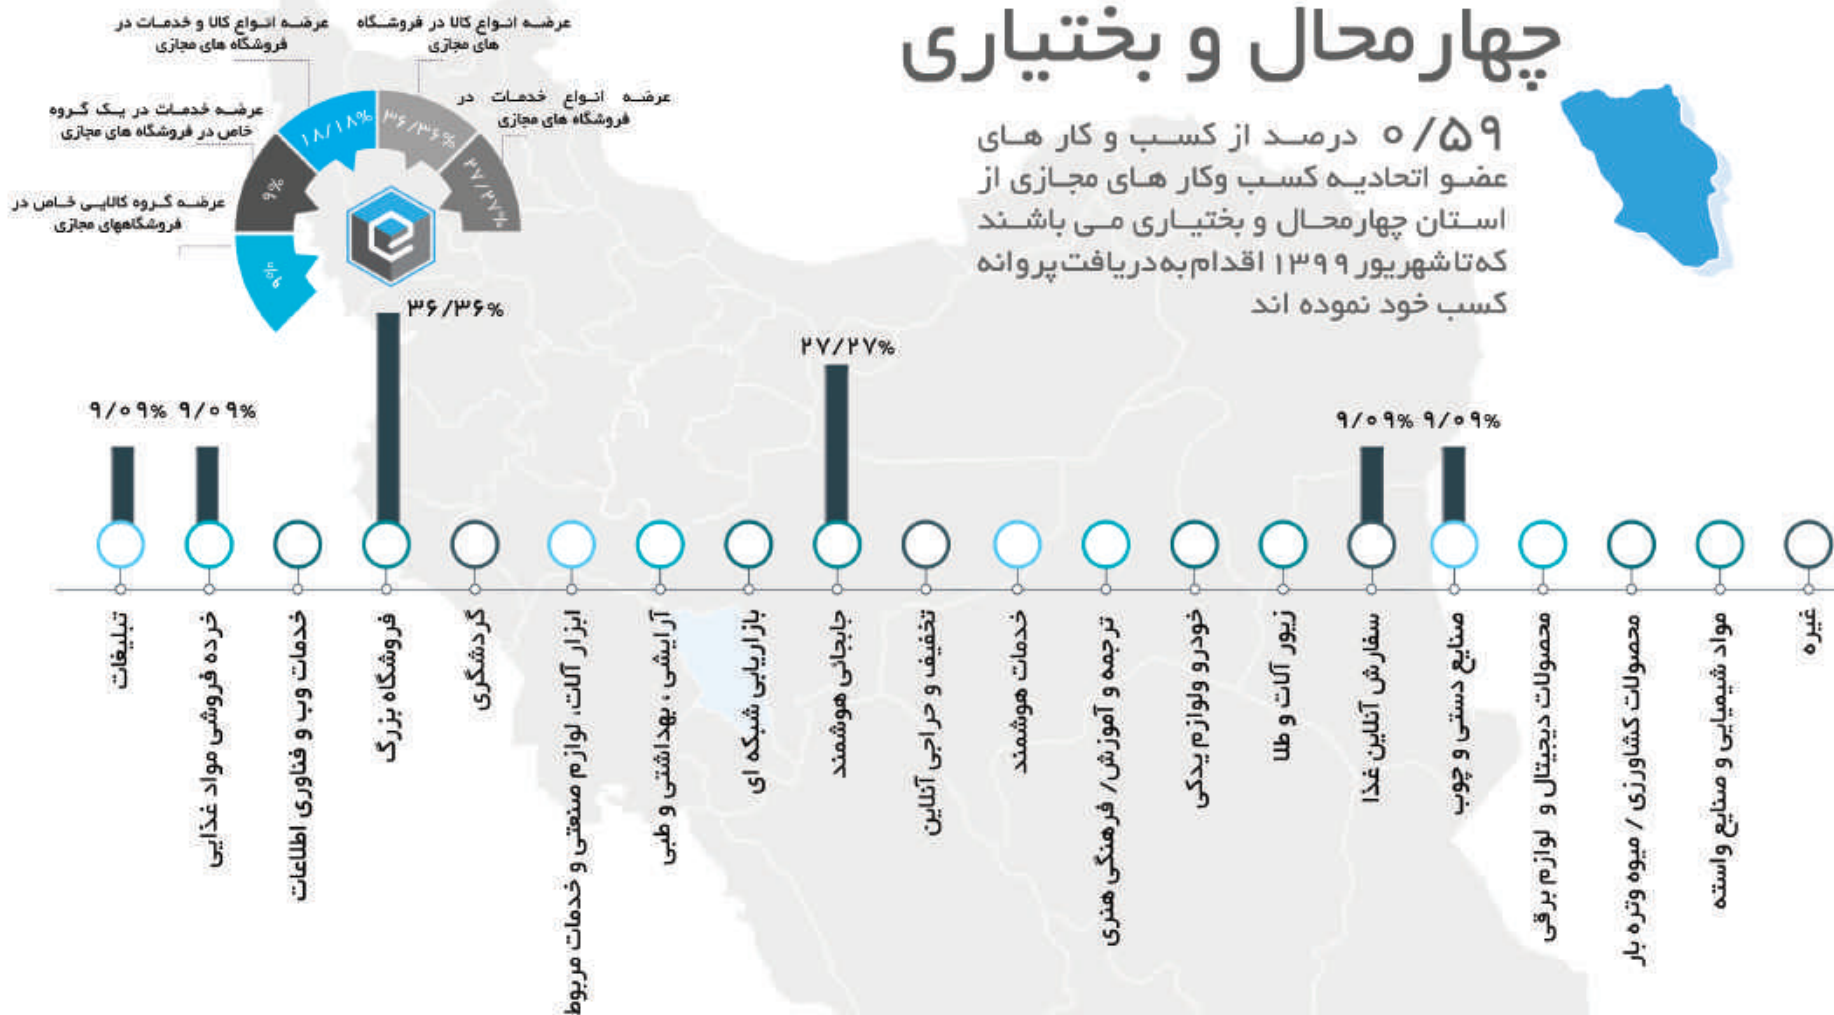 چهارمحال و بختیاری
۰/۵۹ درصد از کسب و کار های
عضو اتحادیه کسب وکار های مجازی از
استان چهارمحال و بختیاری می باشند
که تا شهریور ۱۳۹۹ اقدام به دریافت پروانه
کسب خود نموده اند
عرضه انواع کالا در فروشگاه
های مجازی
عرضه انواع کالا و خدمات در
فروشگاه های مجازی
عرضه انواع خدمات در
فروشگاه های مجازی
عرضه خدمات در یک گروه
خاص در فروشگاه های مجازی
عرضه گروه کالایی خاص در
فروشگاههای مجازی
۲۷/۲۷%
۳۶/۳۶%
۱۸/۱۸%
۹%
۹%
۹/۰۹%
۹/۰۹%
۳۶/۳۶%
۲۷/۲۷%
۹/۰۹%
۹/۰۹%
تبلیغات
خرده فروشی مواد غذایی
خدمات وب و فناوری اطلاعات
فروشگاه بزرگ
گردشگری
ابزار آلات، لوازم صنعتی و خدمات مربوط
آرایشی ، بهداشتی و طبی
بازاریابی شبکه ای
جابجائی هوشمند
تخفیف و حراجی آنلاین
خدمات هوشمند
ترجمه و آموزش/ فرهنگی هنری
خودرو ولوازم یدکی
زیور آلات و طلا
سفارش آنلاین غذا
صنایع دستی و چوب
محصولات دیجیتال و لوازم برقی
محصولات کشاورزی / میوه وتره بار
مواد شیمیایی و صنایع وابسته
غیره